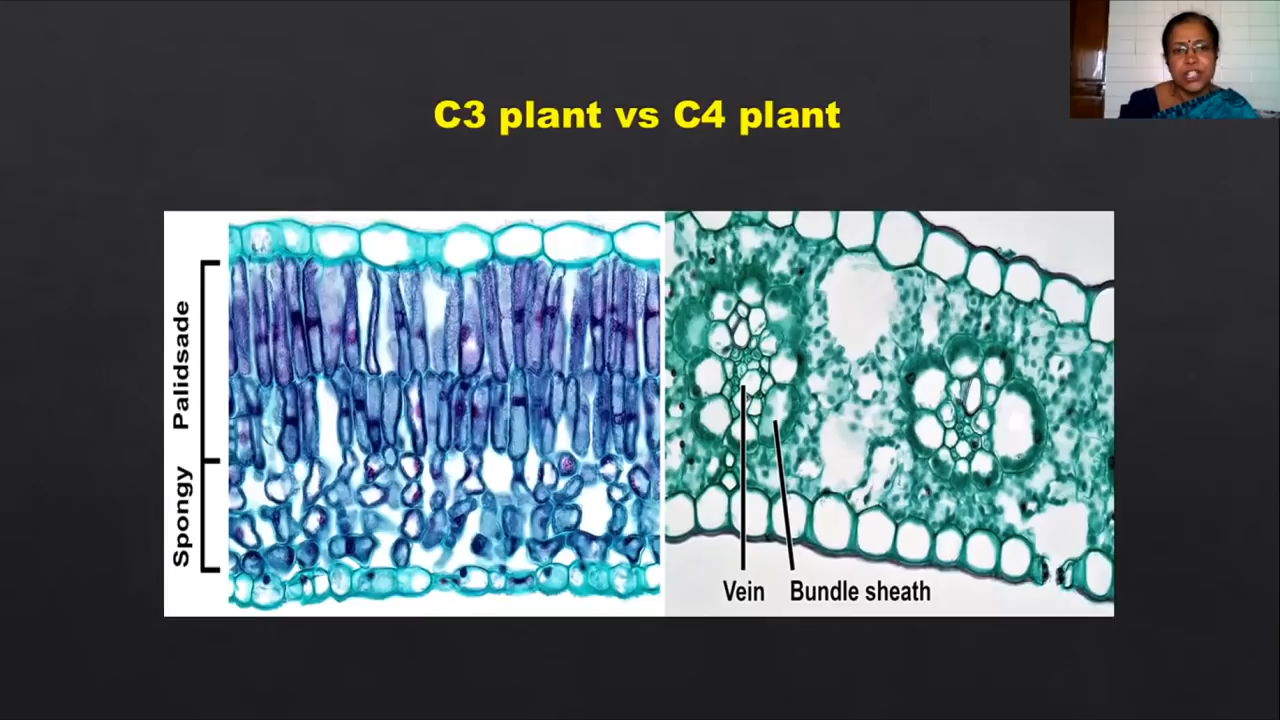 C3 plant vs C4 plant
Palidsade
Spongy
Vein
Bundle sheath